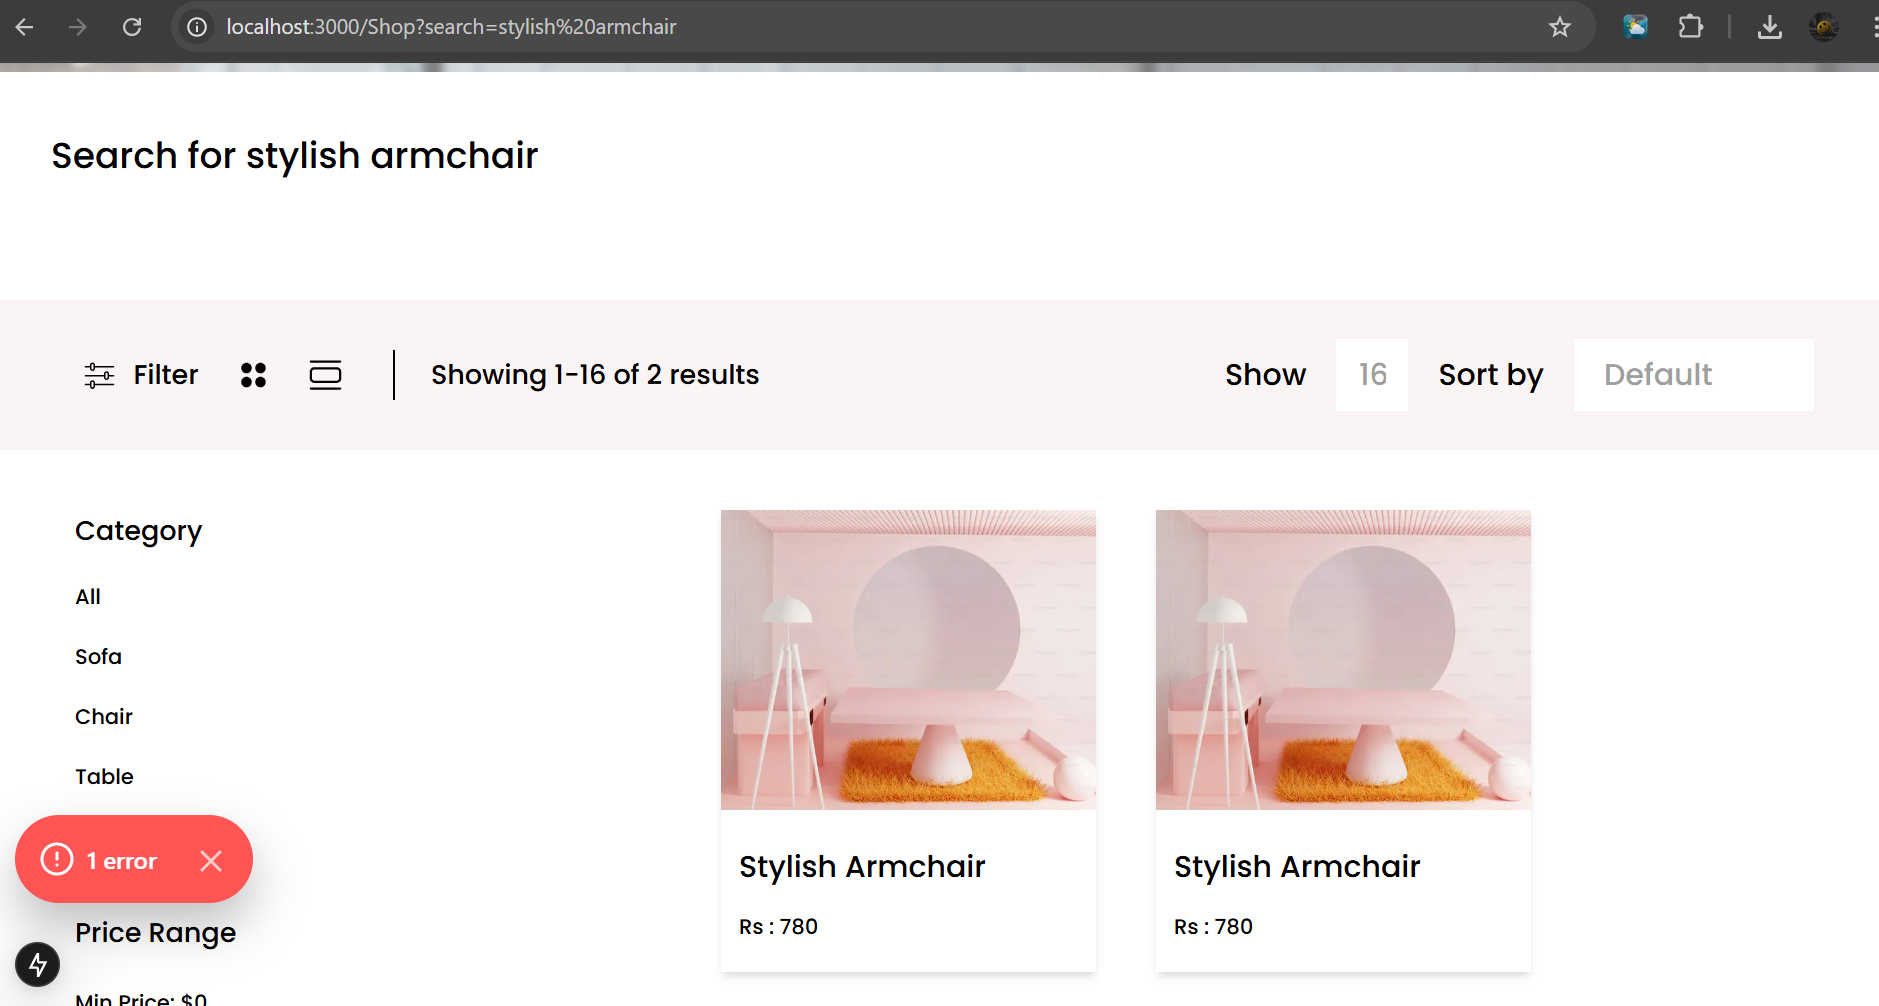 localhost:3000/Shop?search=stylish%20armchair
Search for stylish armchair
Filter
Showing 1-16 of 2 results
Show
16
Sort by
Default
Category
All
Sofa
Chair
Table
1 error
Price Range
Min Price: $0
Stylish Armchair
Rs : 780
Stylish Armchair
Rs : 780